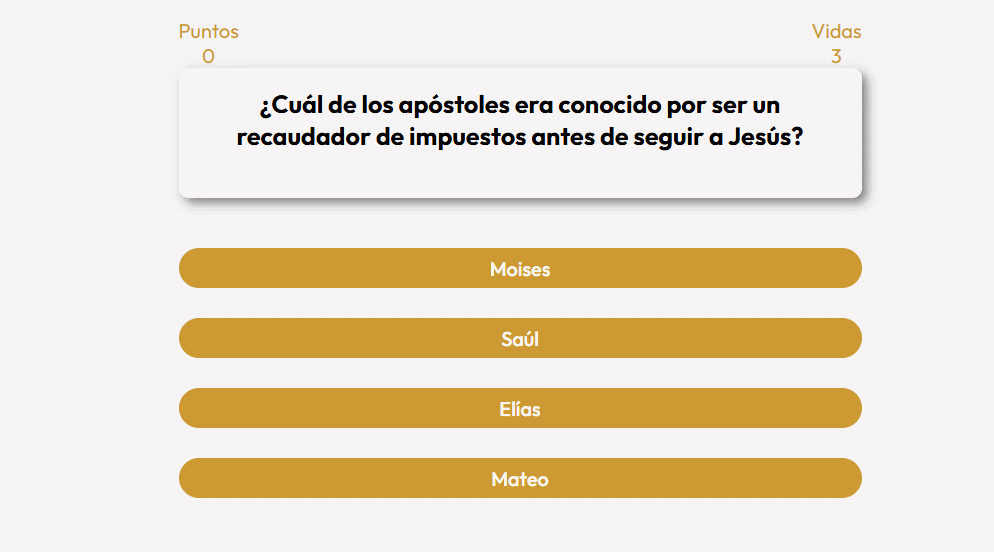 Puntos
Vidas
0
3
¿Cuál de los apóstoles era conocido por ser un
recaudador de impuestos antes de seguir a Jesús?
Moises
Saúl
Elías
Mateo